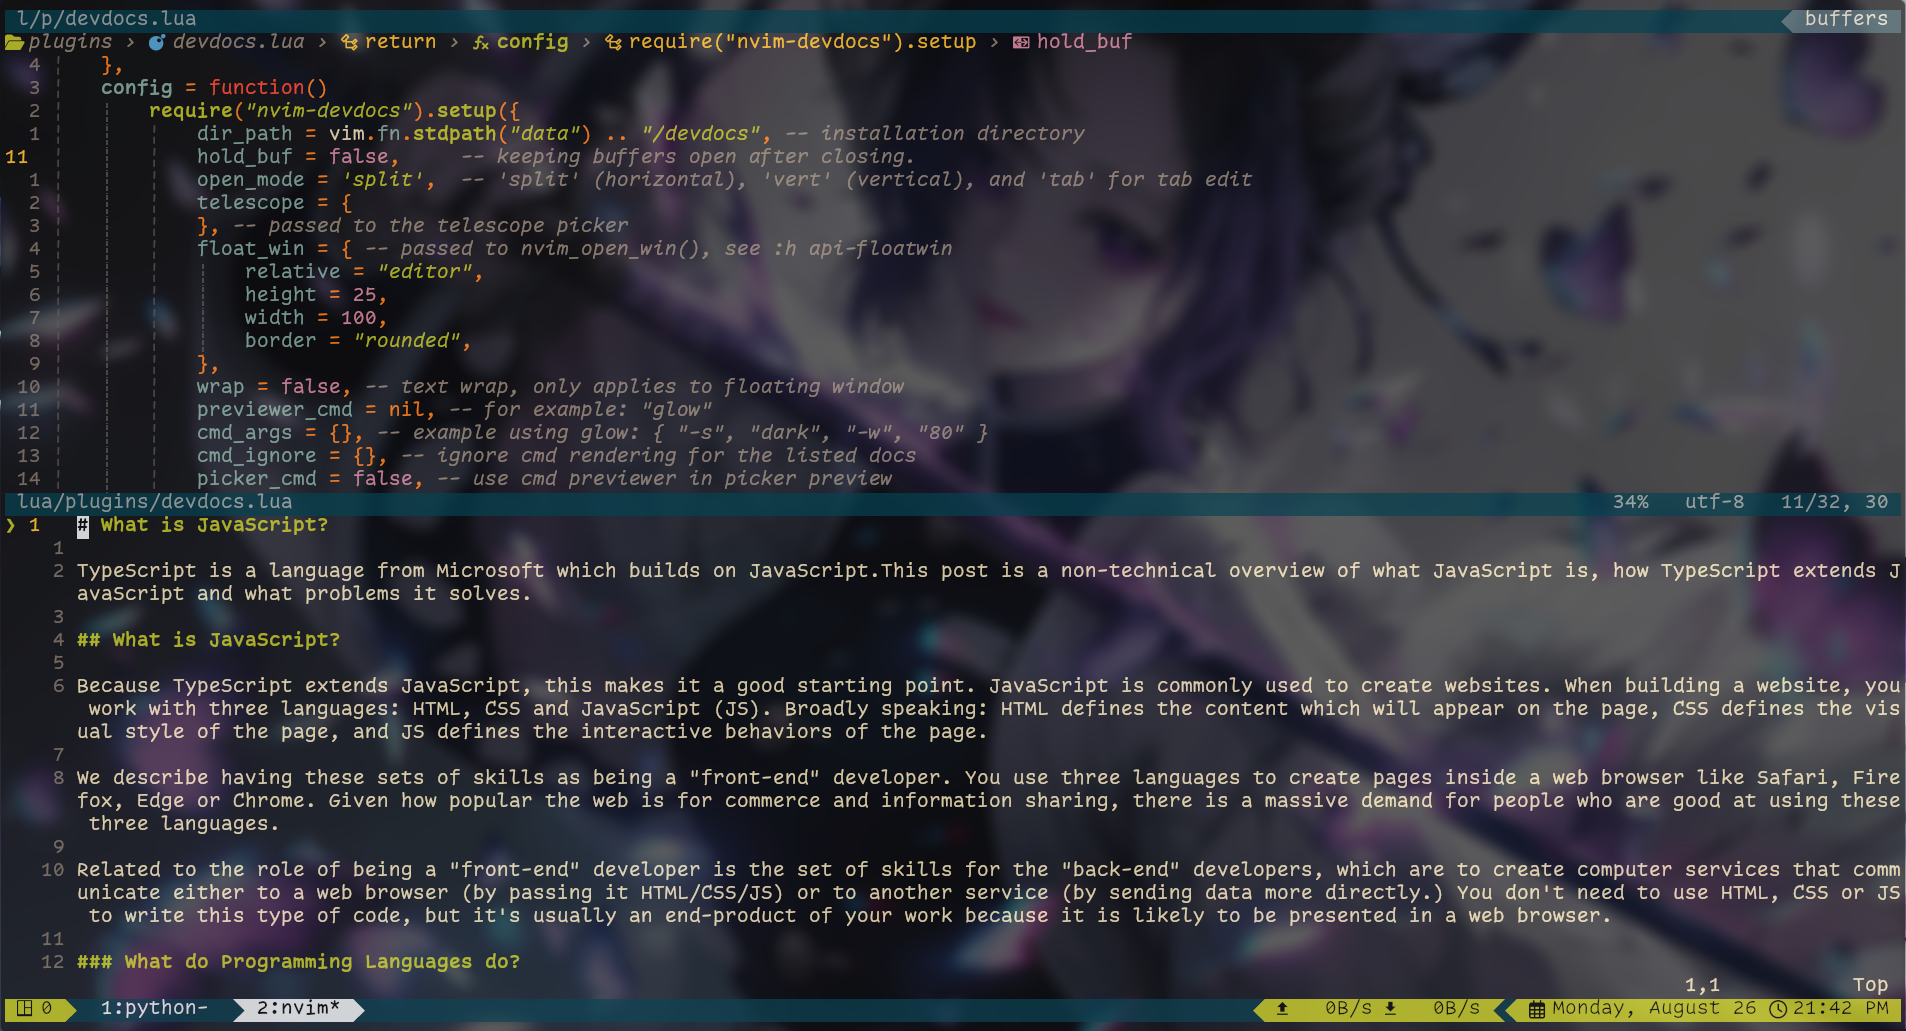 l/p/devdocs.lua buffers
plugins › devdocs.lua › return › config › require("nvim-devdocs").setup › hold_buf
4 },
3 config = function()
2 require("nvim-devdocs").setup({
1 dir_path = vim.fn.stdpath("data") .. "/devdocs", -- installation directory
11 hold_buf = false, -- keeping buffers open after closing.
1 open_mode = 'split', -- 'split' (horizontal), 'vert' (vertical), and 'tab' for tab edit
2 telescope = {
3 }, -- passed to the telescope picker
4 float_win = { -- passed to nvim_open_win(), see :h api-floatwin
5 relative = "editor",
6 height = 25,
7 width = 100,
8 border = "rounded",
9 },
10 wrap = false, -- text wrap, only applies to floating window
11 previewer_cmd = nil, -- for example: "glow"
12 cmd_args = {}, -- example using glow: { "-s", "dark", "-w", "80" }
13 cmd_ignore = {}, -- ignore cmd rendering for the listed docs
14 picker_cmd = false, -- use cmd previewer in picker preview
lua/plugins/devdocs.lua 34% utf-8 11/32, 30
❯ 1 # What is JavaScript?
1
2 TypeScript is a language from Microsoft which builds on JavaScript.This post is a non-technical overview of what JavaScript is, how TypeScript extends J
avaScript and what problems it solves.
3
4 ## What is JavaScript?
5
6 Because TypeScript extends JavaScript, this makes it a good starting point. JavaScript is commonly used to create websites. When building a website, you
work with three languages: HTML, CSS and JavaScript (JS). Broadly speaking: HTML defines the content which will appear on the page, CSS defines the vis
ual style of the page, and JS defines the interactive behaviors of the page.
7
8 We describe having these sets of skills as being a "front-end" developer. You use three languages to create pages inside a web browser like Safari, Fire
fox, Edge or Chrome. Given how popular the web is for commerce and information sharing, there is a massive demand for people who are good at using these
three languages.
9
10 Related to the role of being a "front-end" developer is the set of skills for the "back-end" developers, which are to create computer services that comm
unicate either to a web browser (by passing it HTML/CSS/JS) or to another service (by sending data more directly.) You don't need to use HTML, CSS or JS
to write this type of code, but it's usually an end-product of your work because it is likely to be presented in a web browser.
11
12 ### What do Programming Languages do?
1,1 Top
0 1:python- 2:nvim* 0B/s 0B/s Monday, August 26 21:42 PM